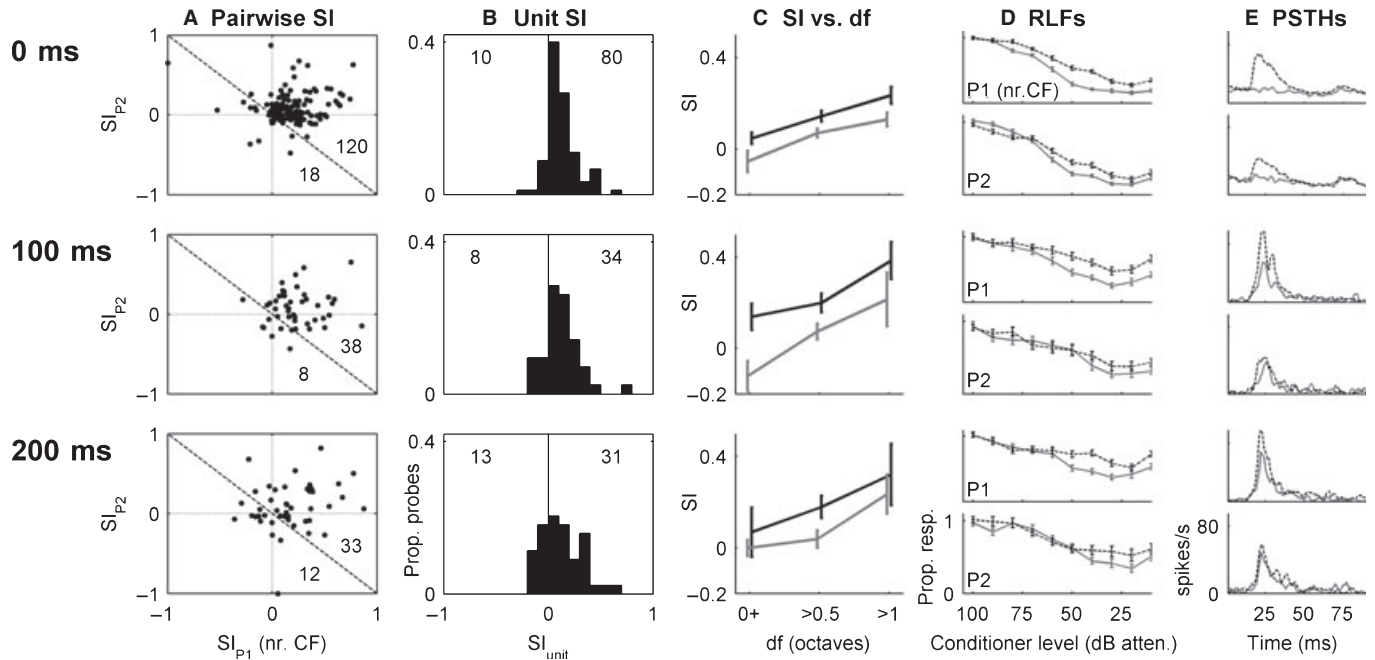 A Pairwise SI
B Unit SI
C SI vs. df
D RLFs
E PSTHs
0 ms
1
0
−1
SI_P2
120
18
0.4
0
10
80
SI
0.4
0
−0.2
P1 (nr.CF)
P2
100 ms
1
0
−1
SI_P2
38
8
0.4
0
8
34
SI
0.4
0
−0.2
P1
P2
200 ms
1
0
−1
SI_P2
33
12
−1 0 1
SI_P1 (nr. CF)
Prop. probes
0.4
0
13
31
−1 0 1
SI_unit
SI
0.4
0
−0.2
0+ >0.5 >1
df (octaves)
P1
P2
Prop. resp.
1
0
100 75 50 25
Conditioner level (dB atten.)
spikes/s
80
0
25 50 75
Time (ms)